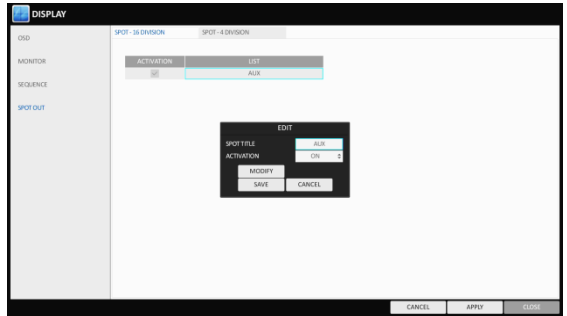 DISPLAY
OSD
MONITOR
SEQUENCE
SPOT OUT
SPOT - 16 DIVISION SPOT - 4 DIVISION
ACTIVATION LIST
AUX
EDIT
SPOT TITLE AUX
ACTIVATION ON
MODIFY
SAVE CANCEL
CANCEL APPLY CLOSE